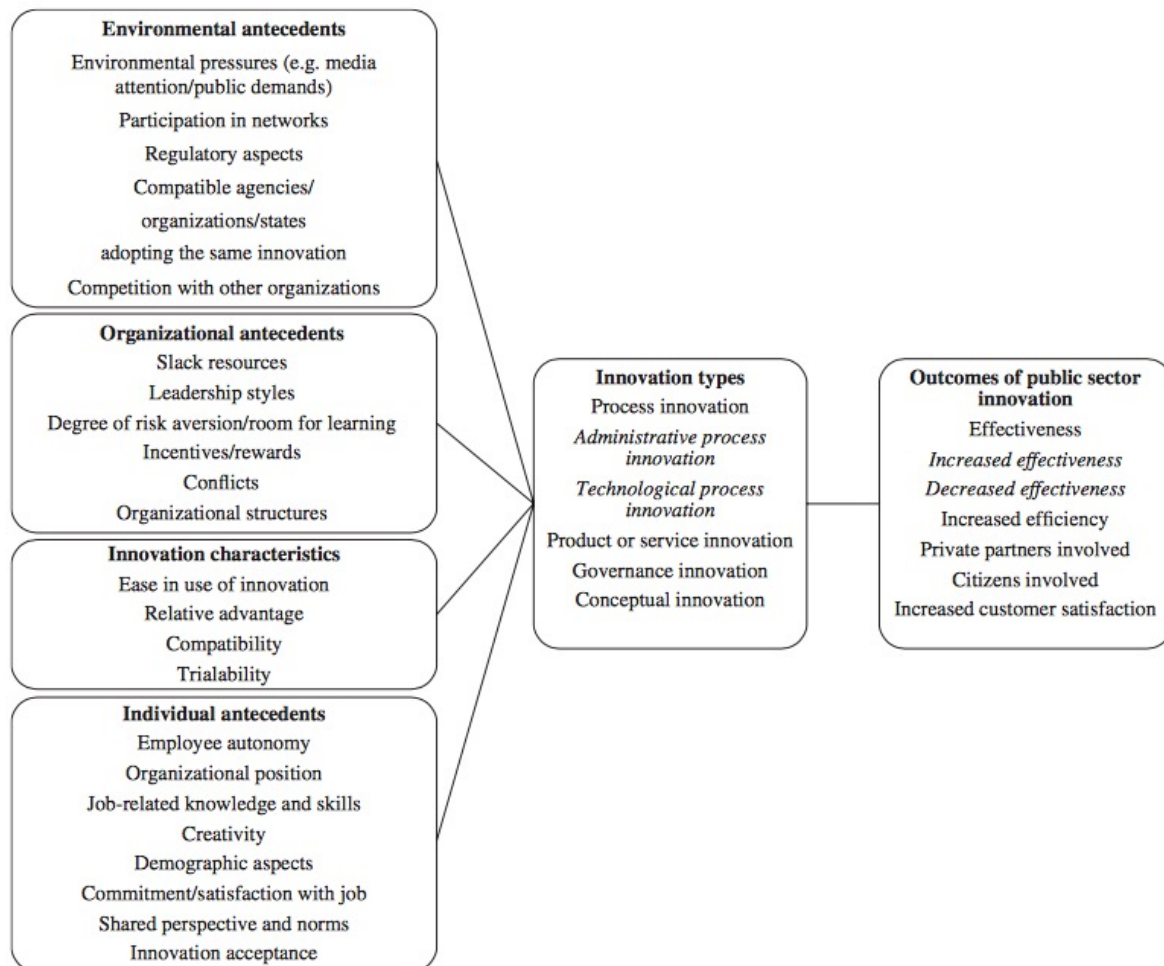 Environmental antecedents
Environmental pressures (e.g. media
attention/public demands)
Participation in networks
Regulatory aspects
Compatible agencies/
organizations/states
adopting the same innovation
Competition with other organizations
Organizational antecedents
Slack resources
Leadership styles
Degree of risk aversion/room for learning
Incentives/rewards
Conflicts
Organizational structures
Innovation characteristics
Ease in use of innovation
Relative advantage
Compatibility
Trialability
Individual antecedents
Employee autonomy
Organizational position
Job-related knowledge and skills
Creativity
Demographic aspects
Commitment/satisfaction with job
Shared perspective and norms
Innovation acceptance
Innovation types
Process innovation
Administrative process
innovation
Technological process
innovation
Product or service innovation
Governance innovation
Conceptual innovation
Outcomes of public sector
innovation
Effectiveness
Increased effectiveness
Decreased effectiveness
Increased efficiency
Private partners involved
Citizens involved
Increased customer satisfaction